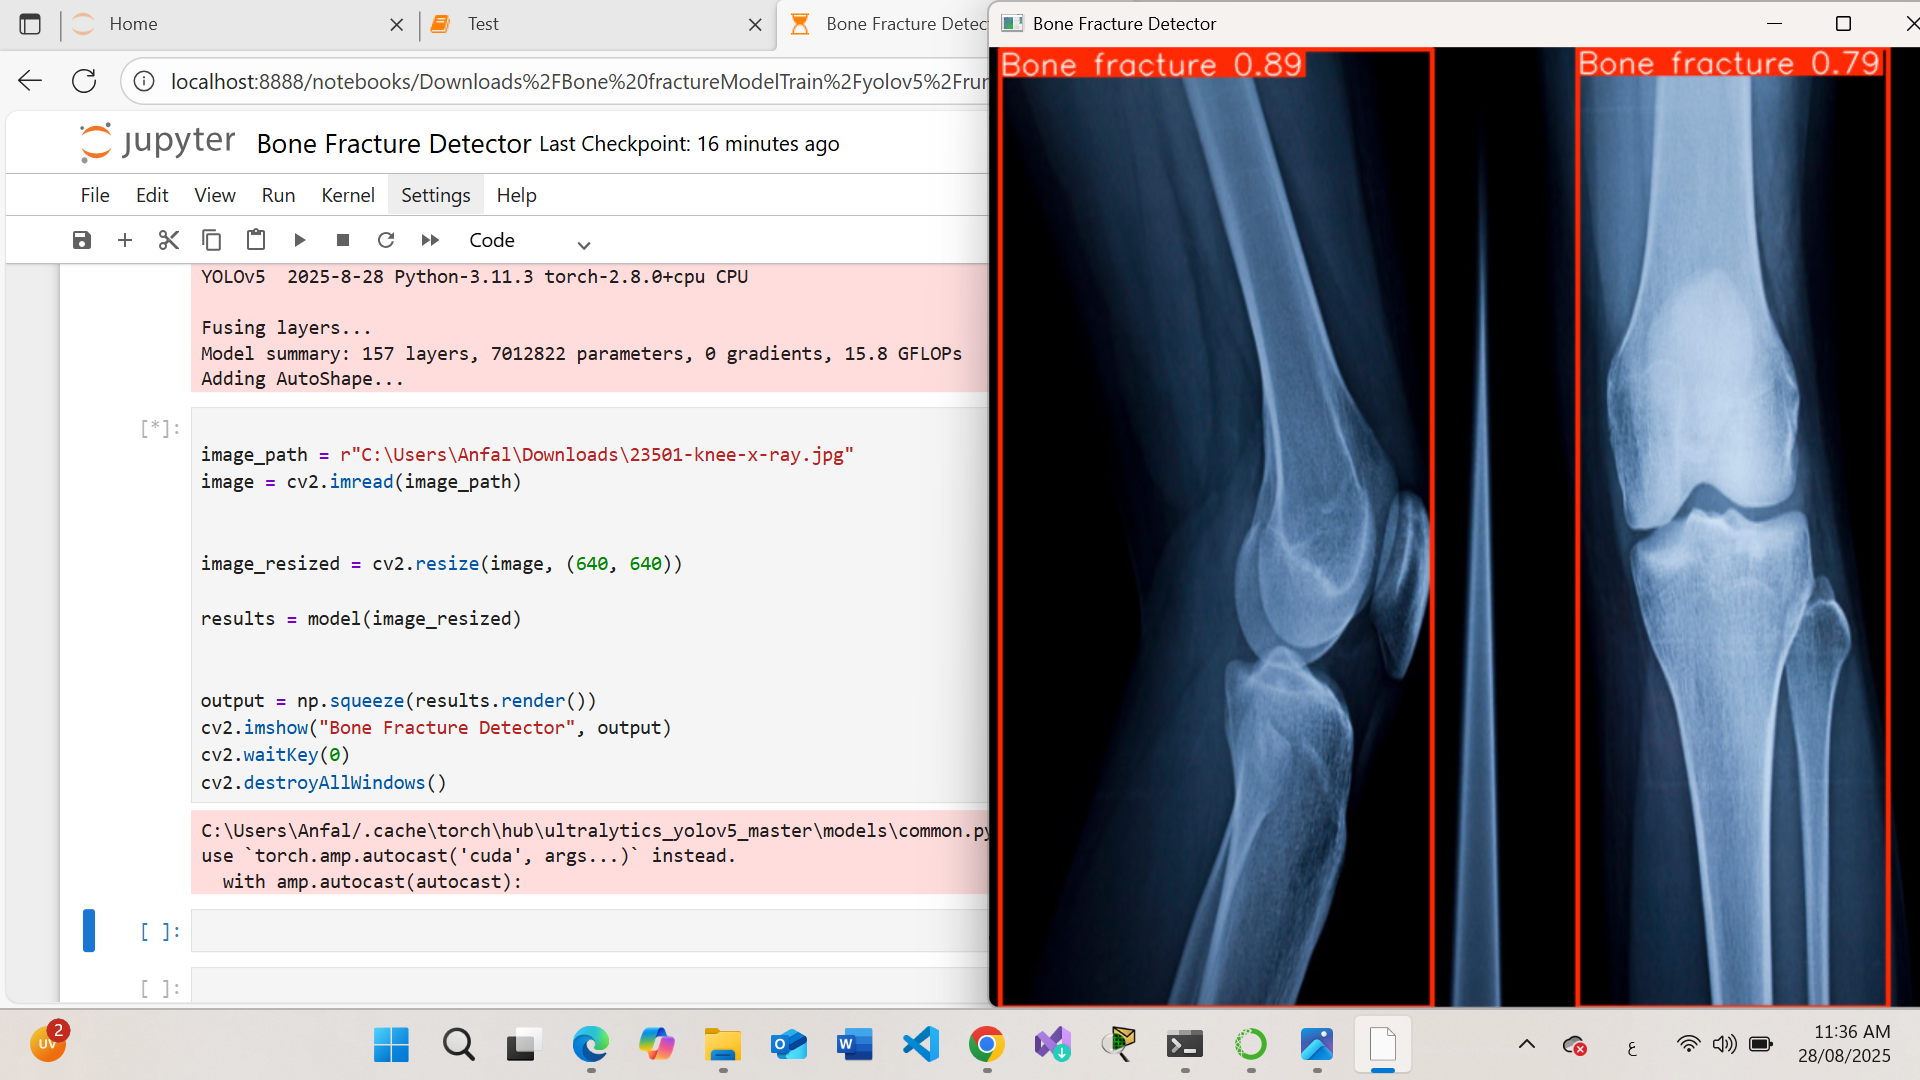 Home
Test
Bone Fracture Detec
localhost:8888/notebooks/Downloads%2FBone%20fractureModelTrain%2Fyolov5%2Frun
jupyter Bone Fracture Detector Last Checkpoint: 16 minutes ago
File Edit View Run Kernel Settings Help
Code
YOLOv5  2025-8-28 Python-3.11.3 torch-2.8.0+cpu CPU
Fusing layers...
Model summary: 157 layers, 7012822 parameters, 0 gradients, 15.8 GFLOPs
Adding AutoShape...
[*]:
image_path = r"C:\Users\Anfal\Downloads\23501-knee-x-ray.jpg"
image = cv2.imread(image_path)
image_resized = cv2.resize(image, (640, 640))
results = model(image_resized)
output = np.squeeze(results.render())
cv2.imshow("Bone Fracture Detector", output)
cv2.waitKey(0)
cv2.destroyAllWindows()
C:\Users\Anfal/.cache\torch\hub\ultralytics_yolov5_master\models\common.py
use `torch.amp.autocast('cuda', args...)` instead.
  with amp.autocast(autocast):
[ ]:
[ ]:
Bone Fracture Detector
Bone fracture 0.89
Bone fracture 0.79
UV
2
ع
11:36 AM
28/08/2025